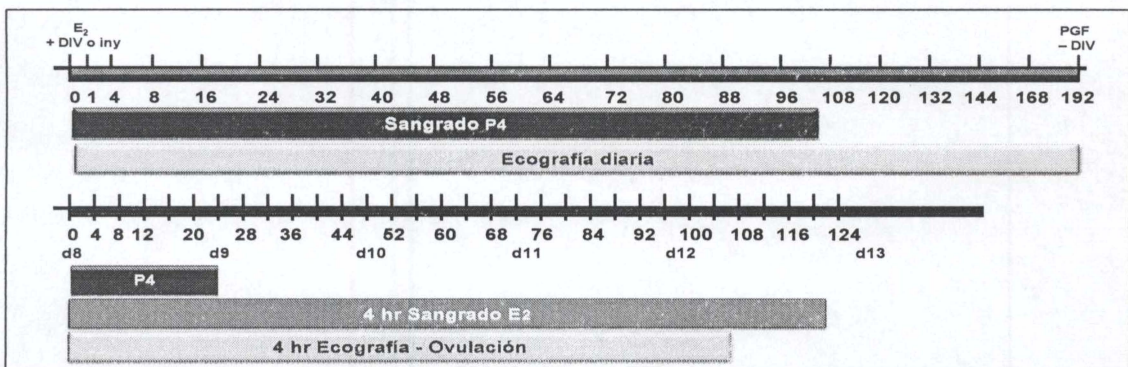 E₂
+ DIV o iny
PGF
– DIV
0 1 4 8 16 24 32 40 48 56 64 72 80 88 96 108 120 132 144 168 192
Sangrado P4
Ecografía diaria
0 4 8 12 20 28 36 44 52 60 68 76 84 92 100 108 116 124
d8 d9 d10 d11 d12 d13
P4
4 hr Sangrado E2
4 hr Ecografía - Ovulación